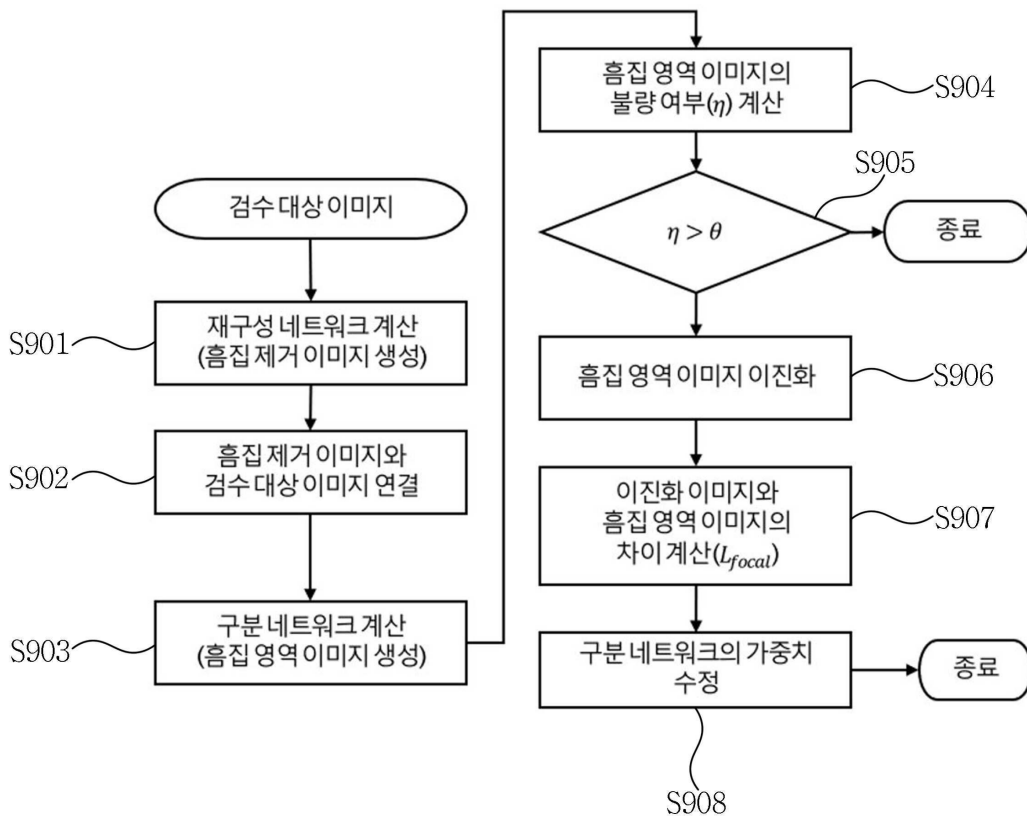 검수 대상 이미지
S901
재구성 네트워크 계산
(흠집 제거 이미지 생성)
S902
흠집 제거 이미지와
검수 대상 이미지 연결
S903
구분 네트워크 계산
(흠집 영역 이미지 생성)
흠집 영역 이미지의
불량 여부(η) 계산
S904
S905
η > θ
종료
흠집 영역 이미지 이진화
S906
이진화 이미지와
흠집 영역 이미지의
차이 계산(L_focal)
S907
구분 네트워크의 가중치
수정
종료
S908